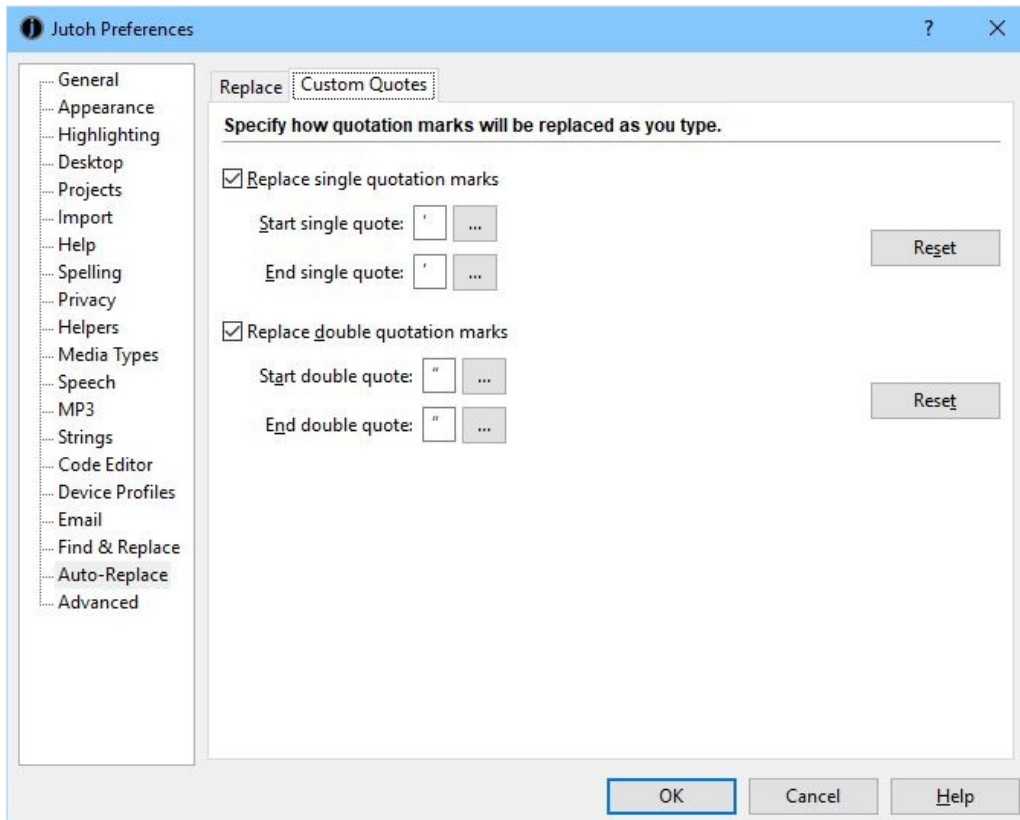 Jutoh Preferences
?
General
Appearance
Highlighting
Desktop
Projects
Import
Help
Spelling
Privacy
Helpers
Media Types
Speech
MP3
Strings
Code Editor
Device Profiles
Email
Find & Replace
Auto-Replace
Advanced
Replace
Custom Quotes
Specify how quotation marks will be replaced as you type.
Replace single quotation marks
Start single quote: ‘ ...
End single quote: ’ ...
Reset
Replace double quotation marks
Start double quote: “ ...
End double quote: “ ...
Reset
OK
Cancel
Help